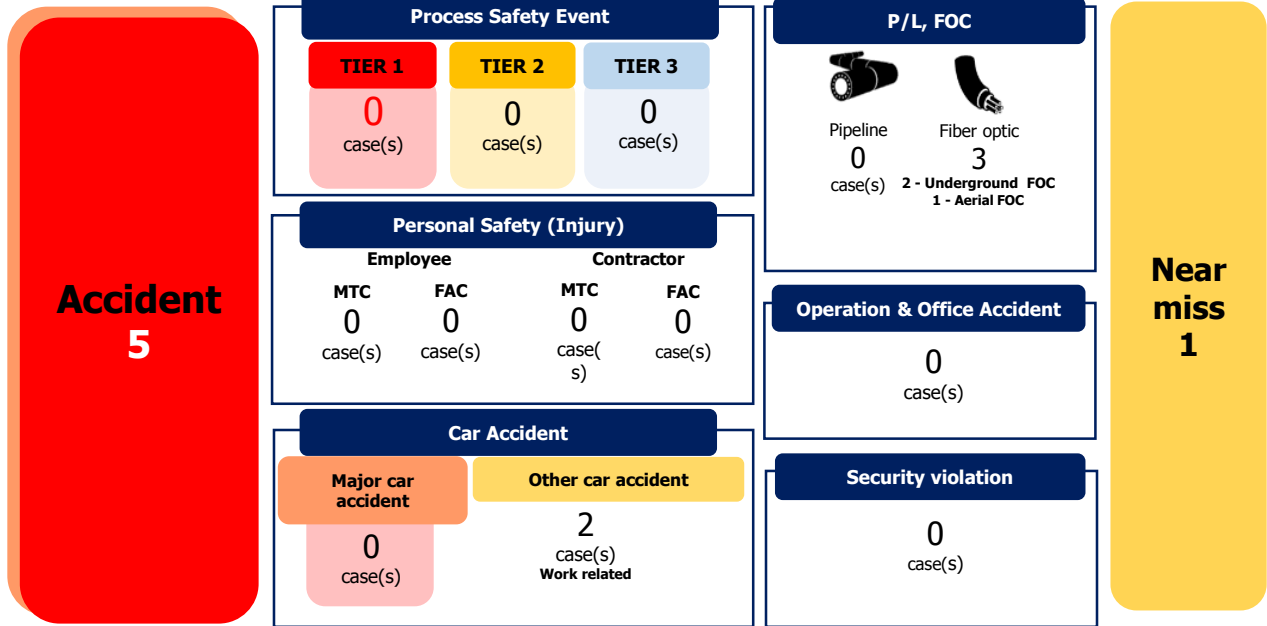 Accident
5
Process Safety Event
TIER 1
TIER 2
TIER 3
0
case(s)
0
case(s)
0
case(s)
Personal Safety (Injury)
Employee
Contractor
MTC
FAC
MTC
FAC
0
case(s)
0
case(s)
0
case(
s)
0
case(s)
Car Accident
Major car
accident
Other car accident
0
case(s)
2
case(s)
Work related
P/L, FOC
Pipeline
0
case(s)
Fiber optic
3
2 - Underground FOC
1 - Aerial FOC
Operation & Office Accident
0
case(s)
Security violation
0
case(s)
Near
miss
1